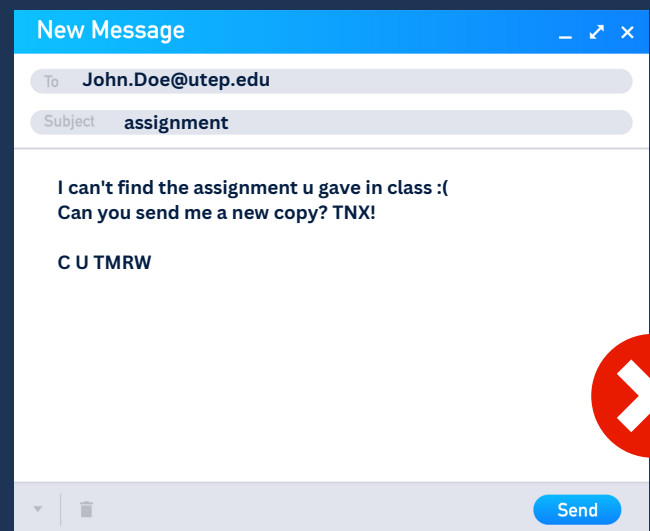 New Message
To John.Doe@utep.edu
Subject assignment
I can't find the assignment u gave in class :(
Can you send me a new copy? TNX!
C U TMRW
Send